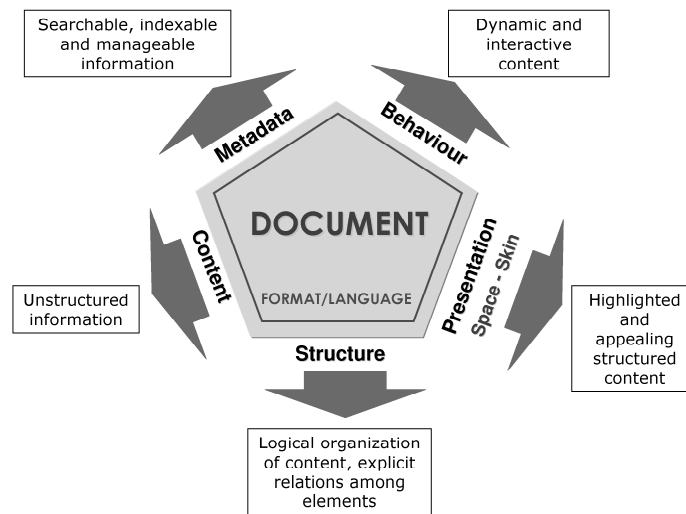 Searchable, indexable
and manageable
information
Dynamic and
interactive
content
Metadata
Behaviour
DOCUMENT
FORMAT/LANGUAGE
Content
Presentation
Space - Skin
Structure
Unstructured
information
Highlighted
and
appealing
structured
content
Logical organization
of content, explicit
relations among
elements